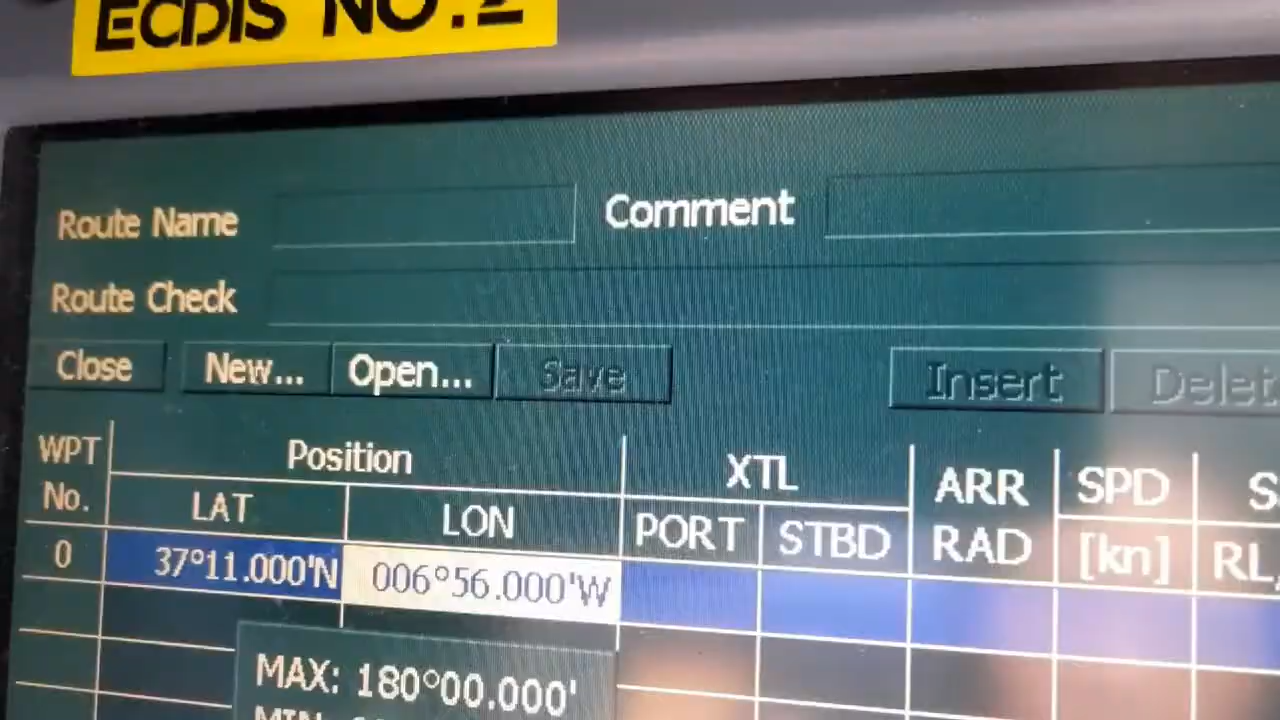 ECDIS NO.2
Route Name
Comment
Route Check
Close
New...
Open...
Save
Insert
WPT
No.
Position
LAT
LON
XTL
PORT
STBD
ARR
RAD
SPD
[kn]
0
37°11.000'N
006°56.000'W
MAX: 180°00.000'